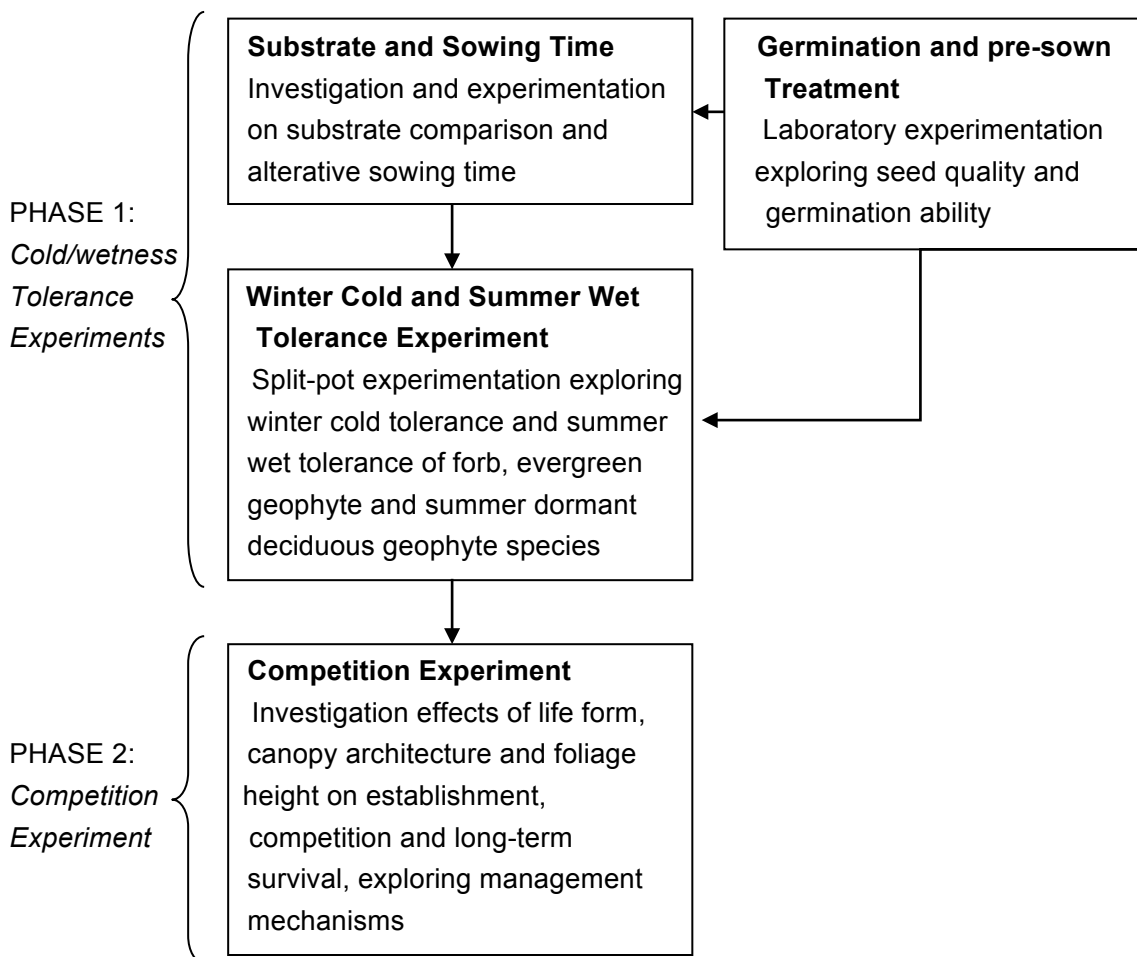 Substrate and Sowing Time
Investigation and experimentation
on substrate comparison and
alterative sowing time
Germination and pre-sown
Treatment
Laboratory experimentation
exploring seed quality and
germination ability
PHASE 1:
Cold/wetness
Tolerance
Experiments
Winter Cold and Summer Wet
Tolerance Experiment
Split-pot experimentation exploring
winter cold tolerance and summer
wet tolerance of forb, evergreen
geophyte and summer dormant
deciduous geophyte species
PHASE 2:
Competition
Experiment
Competition Experiment
Investigation effects of life form,
canopy architecture and foliage
height on establishment,
competition and long-term
survival, exploring management
mechanisms